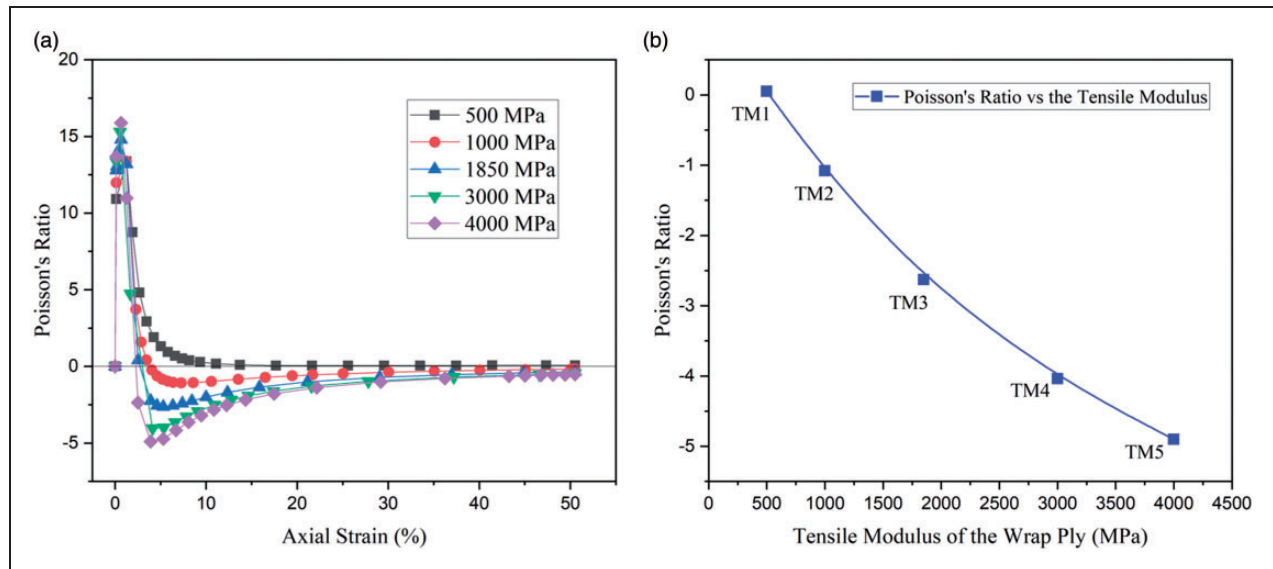 (a)
20
15
10
5
0
-5
Poisson's Ratio
500 MPa
1000 MPa
1850 MPa
3000 MPa
4000 MPa
0 10 20 30 40 50
Axial Strain (%)
(b)
0
-1
-2
-3
-4
-5
Poisson's Ratio
Poisson's Ratio vs the Tensile Modulus
TM1
TM2
TM3
TM4
TM5
0 500 1000 1500 2000 2500 3000 3500 4000 4500
Tensile Modulus of the Wrap Ply (MPa)